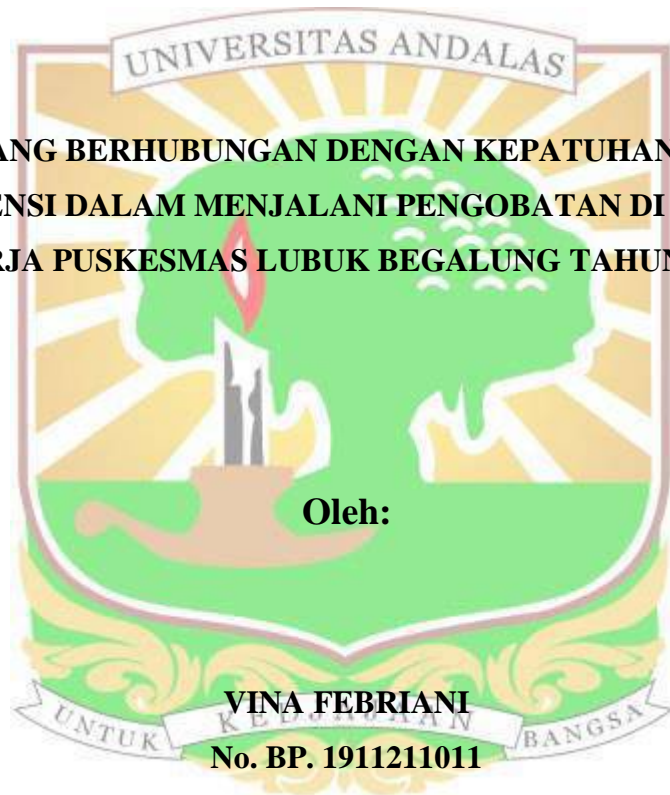 UNIVERSITAS ANDALAS
ANG BERHUBUNGAN DENGAN KEPATUHAN
ENSI DALAM MENJALANI PENGOBATAN DI
RJA PUSKESMAS LUBUK BEGALUNG TAHUN
Oleh:
VINA FEBRIANI
UNTUK KEDJAJAAN BANGSA
No. BP. 1911211011